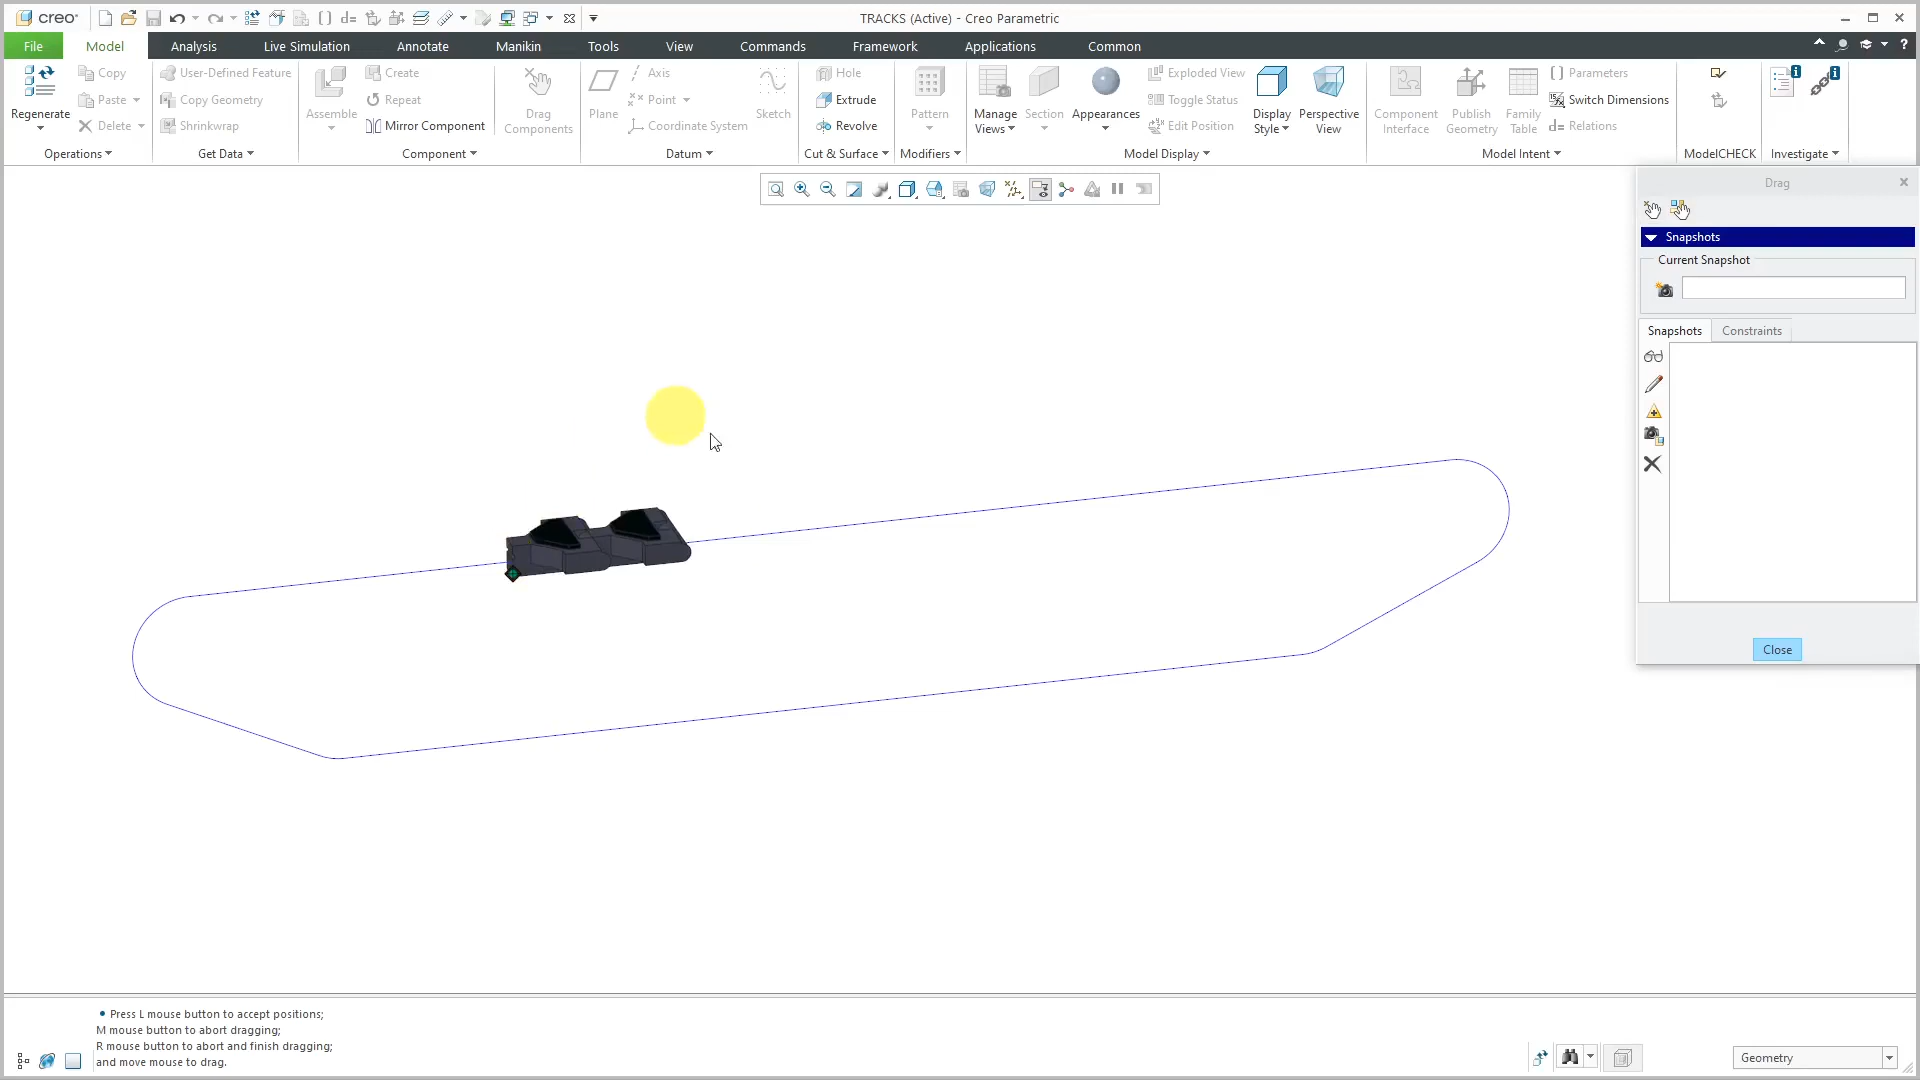 creo
TRACKS (Active) - Creo Parametric
File
Model
Analysis
Live Simulation
Annotate
Manikin
Tools
View
Commands
Framework
Applications
Common
Regenerate
Copy
Paste
Delete
Operations
User-Defined Feature
Copy Geometry
Shrinkwrap
Get Data
Assemble
Create
Repeat
Mirror Component
Component
Drag
Components
Plane
Axis
Point
Coordinate System
Sketch
Datum
Hole
Extrude
Revolve
Cut & Surface
Pattern
Modifiers
Manage
Views
Section
Appearances
Exploded View
Toggle Status
Edit Position
Display
Style
Perspective
View
Model Display
Component
Interface
Publish
Geometry
Family
Table
Parameters
Switch Dimensions
d= Relations
Model Intent
ModelCHECK
Investigate
Drag
Snapshots
Current Snapshot
Snapshots
Constraints
Close
Press L mouse button to accept positions;
M mouse button to abort dragging;
R mouse button to abort and finish dragging;
and move mouse to drag.
Geometry